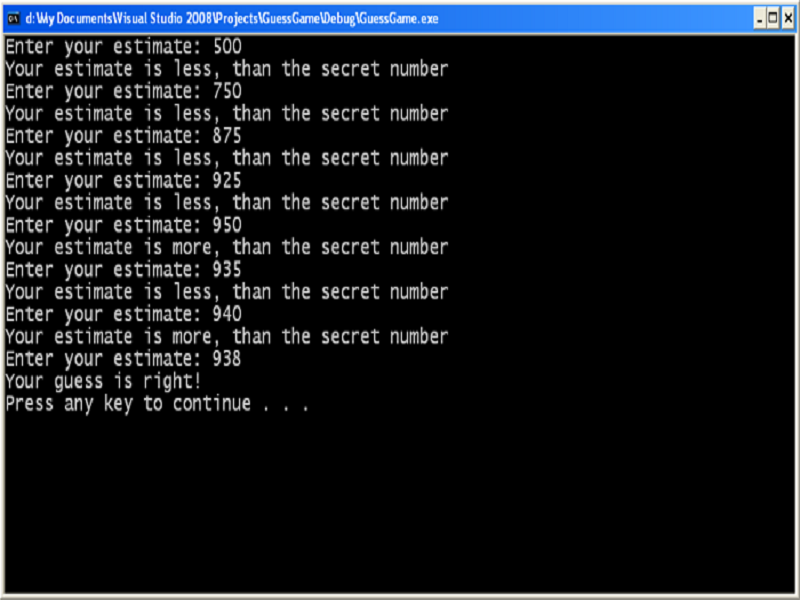 d:\My Documents\Visual Studio 2008\Projects\GuessGame\Debug\GuessGame.exe
Enter your estimate: 500
Your estimate is less, than the secret number
Enter your estimate: 750
Your estimate is less, than the secret number
Enter your estimate: 875
Your estimate is less, than the secret number
Enter your estimate: 925
Your estimate is less, than the secret number
Enter your estimate: 950
Your estimate is more, than the secret number
Enter your estimate: 935
Your estimate is less, than the secret number
Enter your estimate: 940
Your estimate is more, than the secret number
Enter your estimate: 938
Your guess is right!
Press any key to continue . . .